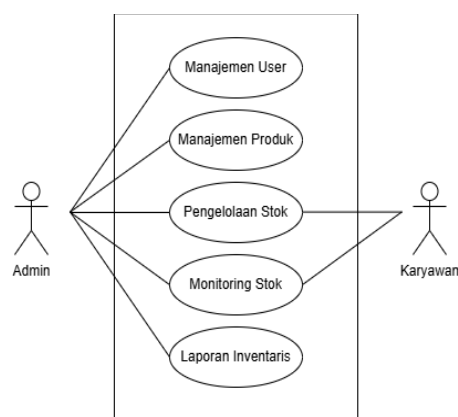 Manajemen User
Manajemen Produk
Pengelolaan Stok
Monitoring Stok
Laporan Inventaris
Admin
Karyawan